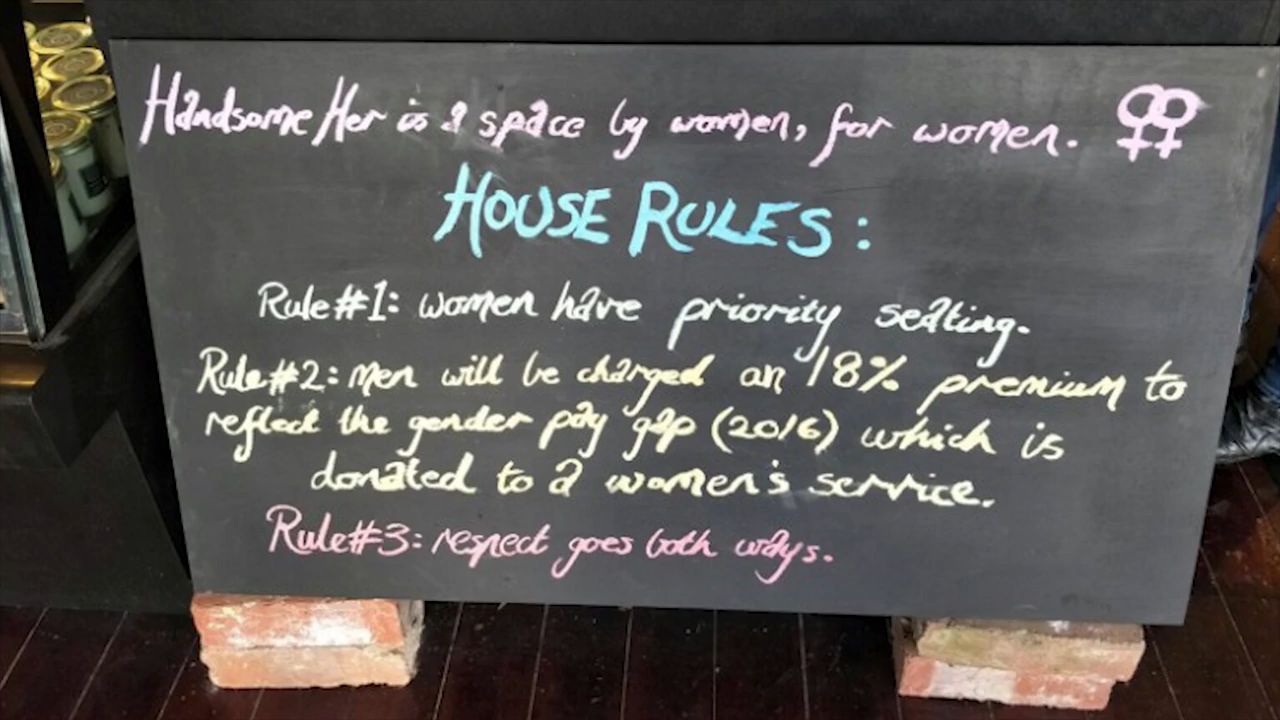 Handsome Her is a space by women, for women.
HOUSE RULES:
Rule#1: women have priority seating.
Rule#2: men will be charged an 18% premium to
reflect the gender pay gap (2016) which is
donated to a women's service.
Rule#3: respect goes both ways.